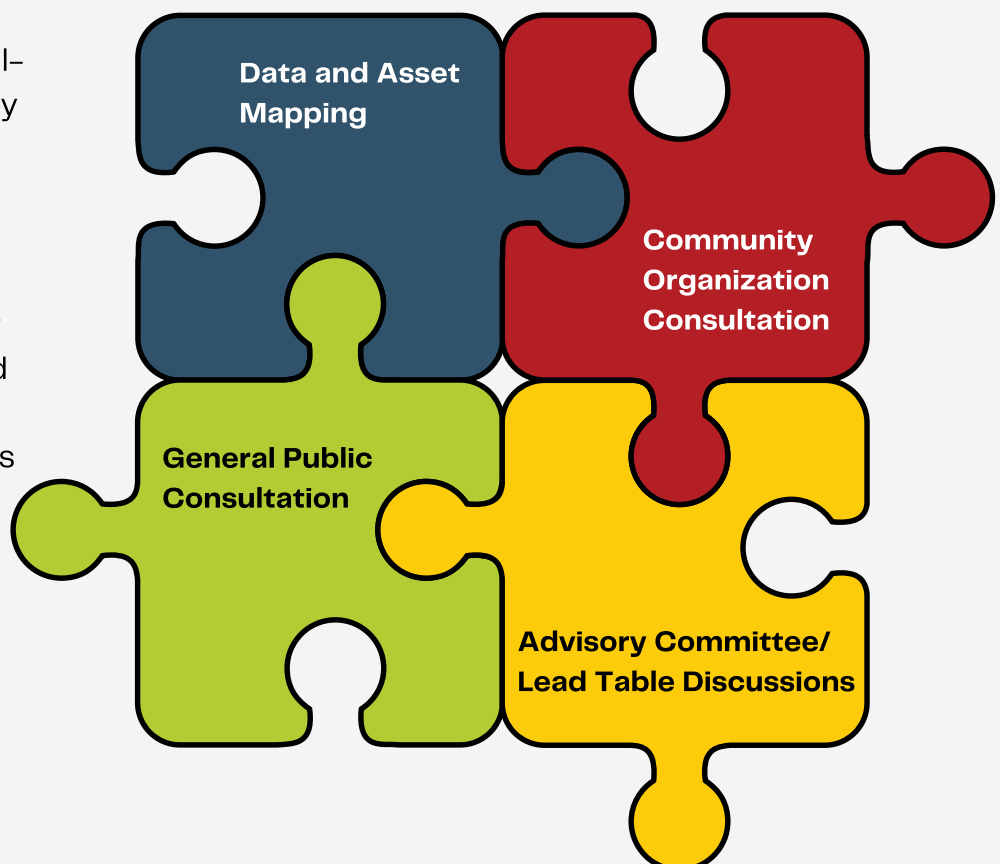 l–
y
Data and Asset
Mapping
Community
Organization
Consultation
d
s
General Public
Consultation
Advisory Committee/
Lead Table Discussions